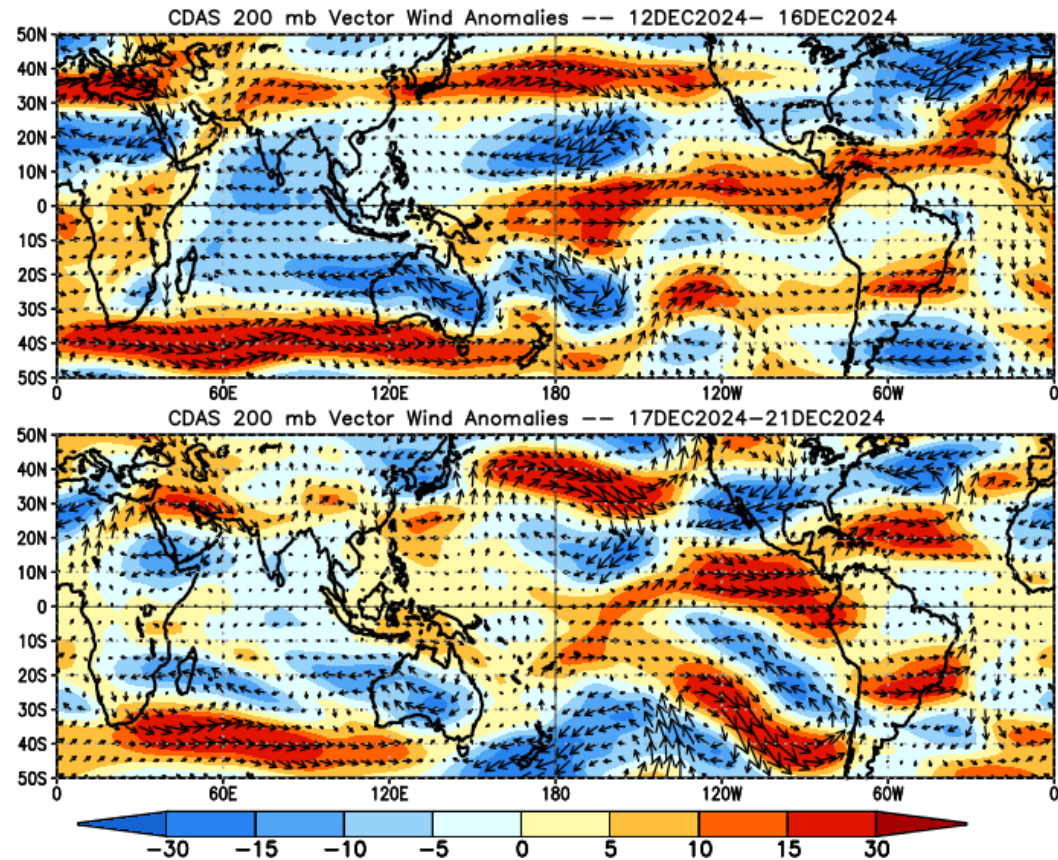 CDAS 200 mb Vector Wind Anomalies -- 12DEC2024- 16DEC2024
50N
40N
30N
20N
10N
0
10S
20S
30S
40S
50S
0 60E 120E 180 120W 60W 0
CDAS 200 mb Vector Wind Anomalies -- 17DEC2024-21DEC2024
50N
40N
30N
20N
10N
0
10S
20S
30S
40S
50S
0 60E 120E 180 120W 60W 0
-30 -15 -10 -5 0 5 10 15 30